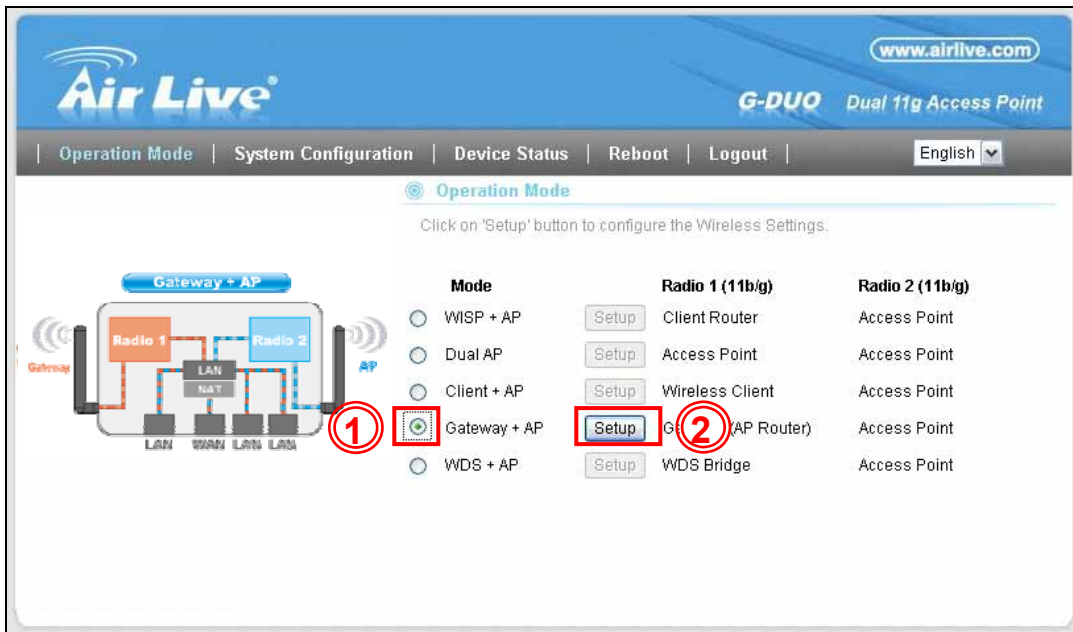 www.airlive.com
Air Live®
G-DUO Dual 11g Access Point
| Operation Mode | System Configuration | Device Status | Reboot | Logout | English
Operation Mode
Click on 'Setup' button to configure the Wireless Settings.
Gateway + AP
Radio 1
Radio 2
Gateway
AP
LAN
NAT
LAN WAN LAN LAN
Mode Radio 1 (11b/g) Radio 2 (11b/g)
WISP + AP Setup Client Router Access Point
Dual AP Setup Access Point Access Point
Client + AP Setup Wireless Client Access Point
1 Gateway + AP Setup 2 (AP Router) Access Point
WDS + AP Setup WDS Bridge Access Point